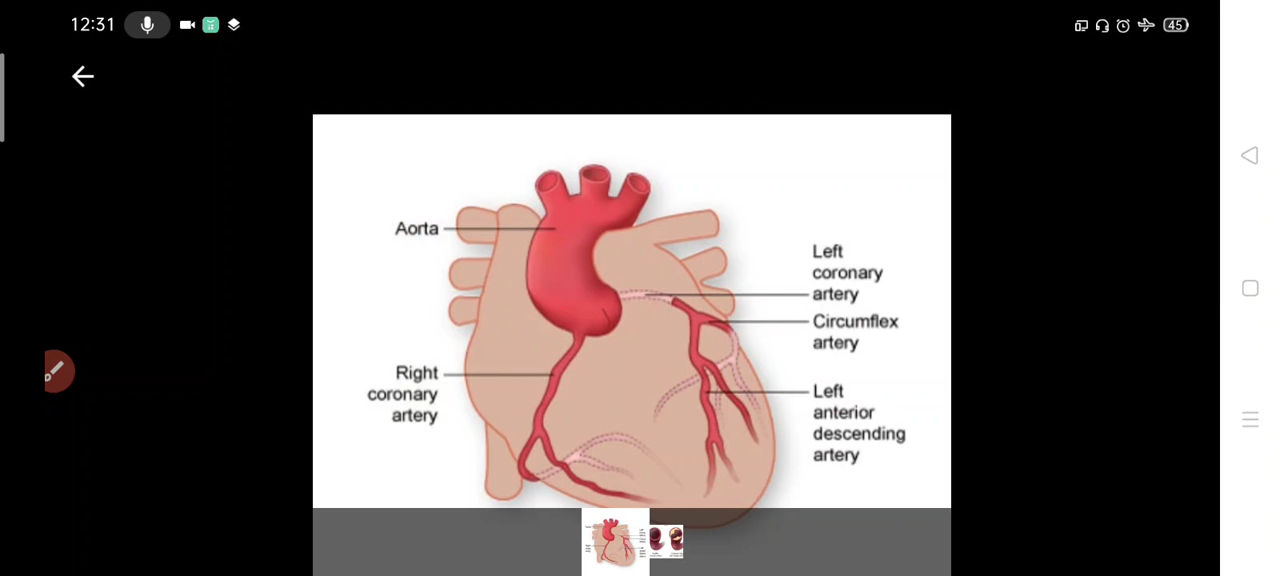 12:31
45
Aorta
Left
coronary
artery
Circumflex
artery
Right
coronary
artery
Left
anterior
descending
artery